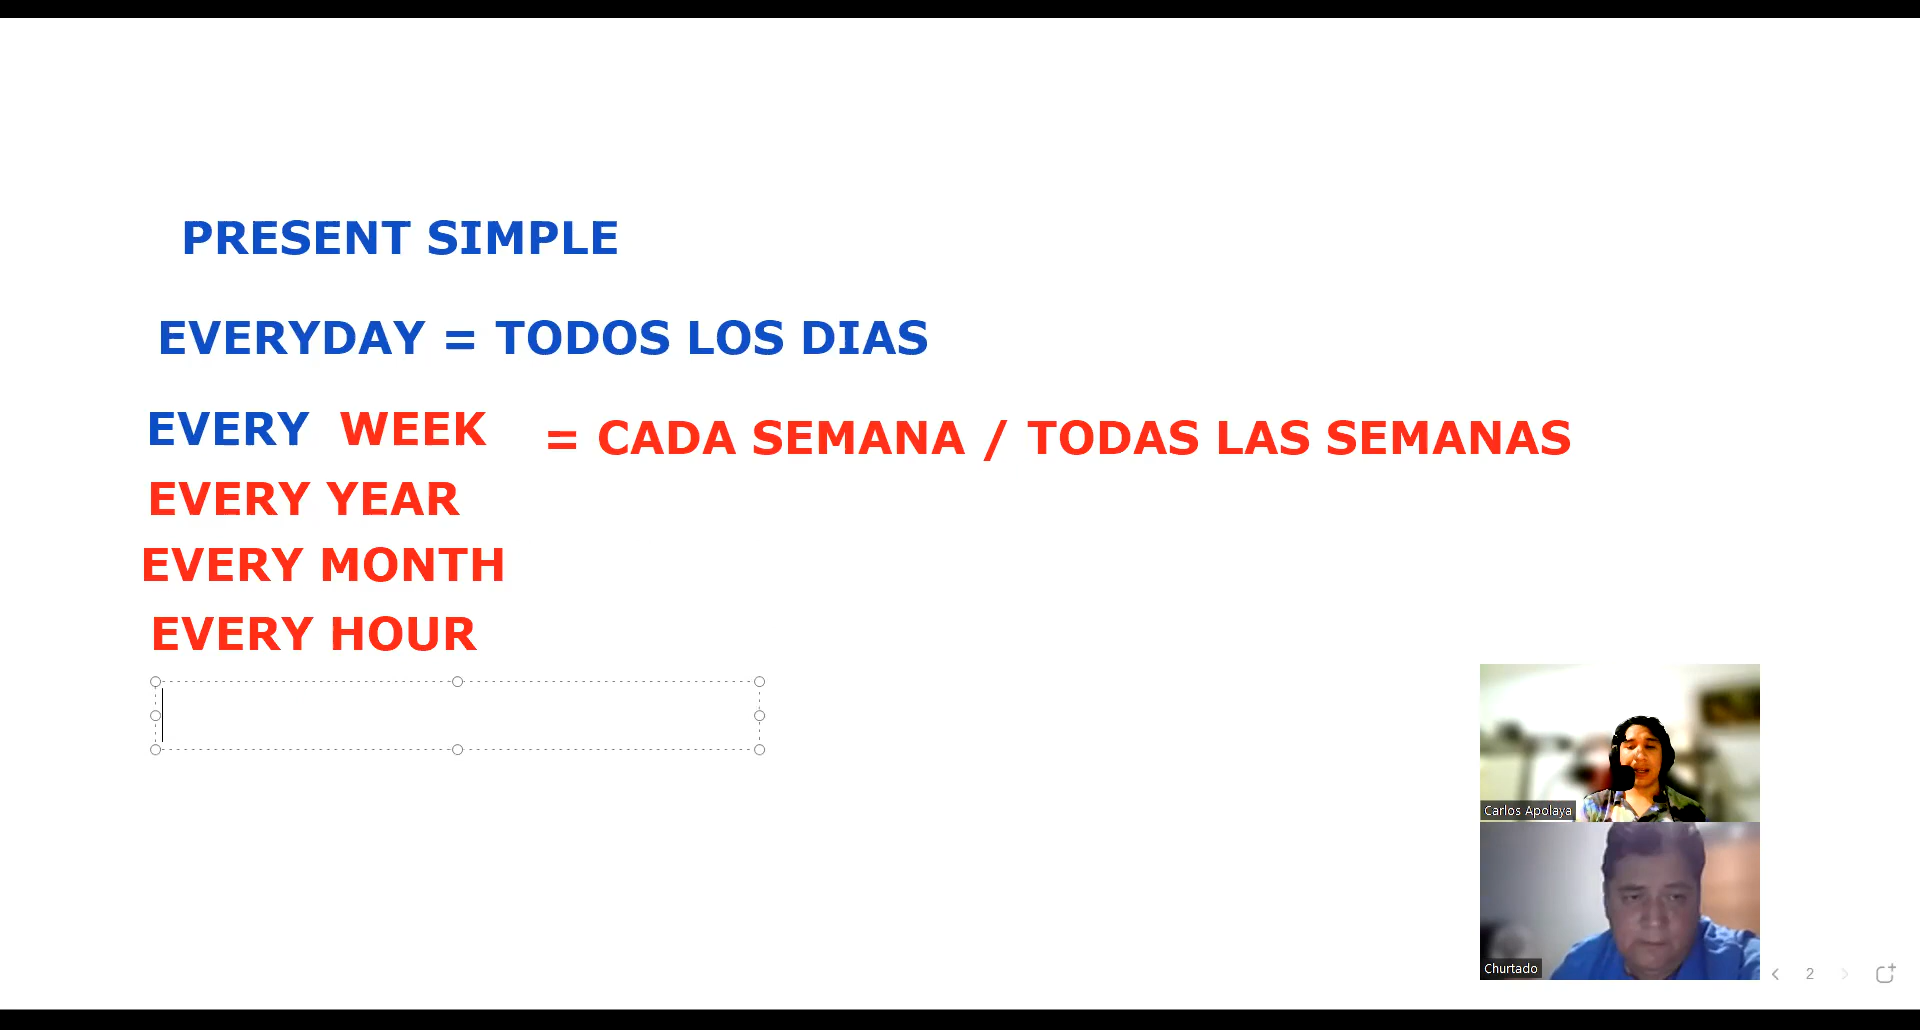 PRESENT SIMPLE
EVERYDAY = TODOS LOS DIAS
EVERY WEEK = CADA SEMANA / TODAS LAS SEMANAS
EVERY YEAR
EVERY MONTH
EVERY HOUR
Carlos Apolaya
Churtado
2